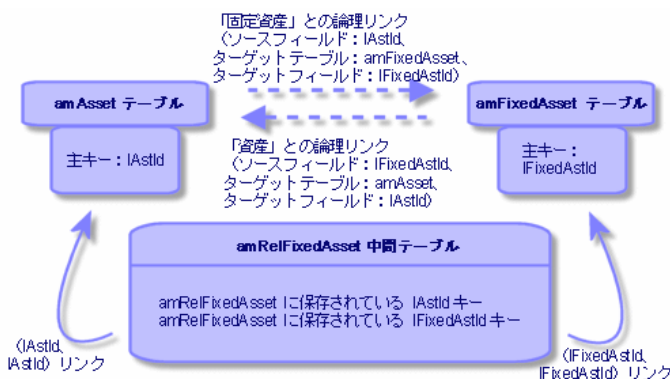 「固定資産」との論理リンク
(ソースフィールド：lAstId、
ターゲットテーブル：amFixedAsset、
ターゲットフィールド：lFixedAstId)
amAsset テーブル
主キー：lAstId
amFixedAsset テーブル
主キー：
lFixedAstId
「資産」との論理リンク
(ソースフィールド：lFixedAstId、
ターゲットテーブル：amAsset、
ターゲットフィールド：lAstId)
amRelFixedAsset 中間テーブル
amRelFixedAsset に保存されている lAstId キー
amRelFixedAsset に保存されている lFixedAstId キー
(lAstId、
lAstId) リンク
(lFixedAstId、
lFixedAstId) リンク